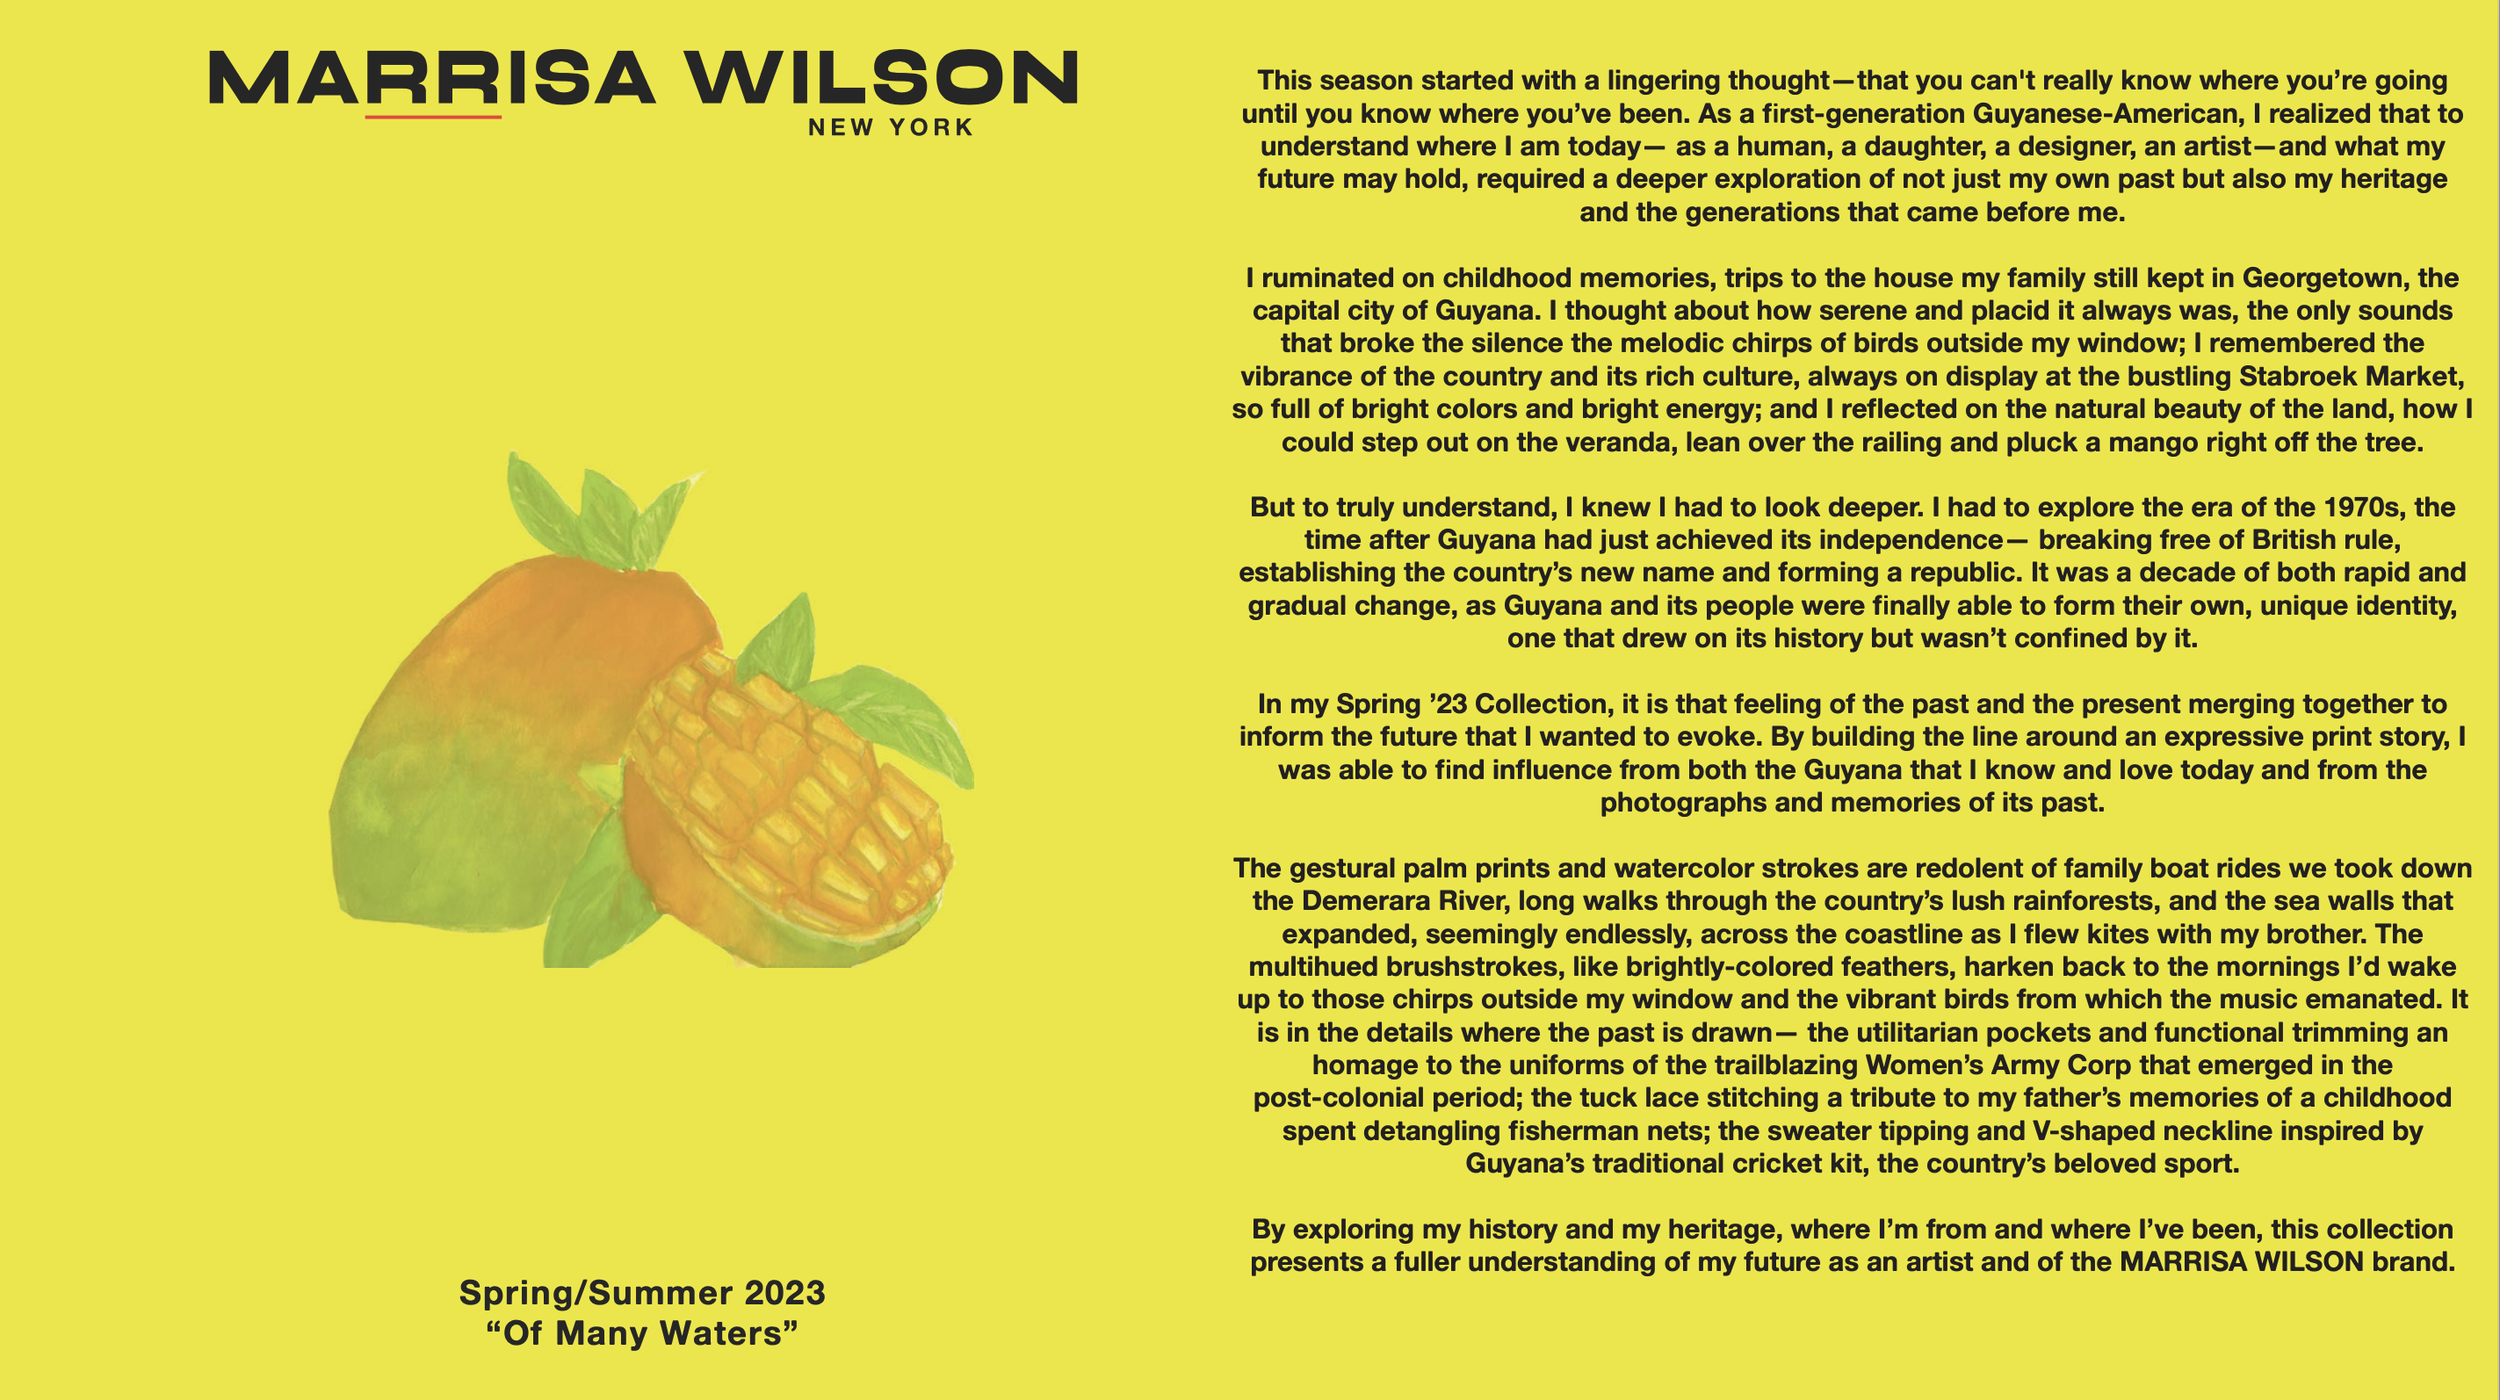 MARRISA WILSON
NEW YORK
Spring/Summer 2023
“Of Many Waters”
This season started with a lingering thought—that you can't really know where you’re going
until you know where you’ve been. As a first-generation Guyanese-American, I realized that to
understand where I am today— as a human, a daughter, a designer, an artist—and what my
future may hold, required a deeper exploration of not just my own past but also my heritage
and the generations that came before me.
I ruminated on childhood memories, trips to the house my family still kept in Georgetown, the
capital city of Guyana. I thought about how serene and placid it always was, the only sounds
that broke the silence the melodic chirps of birds outside my window; I remembered the
vibrance of the country and its rich culture, always on display at the bustling Stabroek Market,
so full of bright colors and bright energy; and I reflected on the natural beauty of the land, how I
could step out on the veranda, lean over the railing and pluck a mango right off the tree.
But to truly understand, I knew I had to look deeper. I had to explore the era of the 1970s, the
time after Guyana had just achieved its independence— breaking free of British rule,
establishing the country’s new name and forming a republic. It was a decade of both rapid and
gradual change, as Guyana and its people were finally able to form their own, unique identity,
one that drew on its history but wasn’t confined by it.
In my Spring ’23 Collection, it is that feeling of the past and the present merging together to
inform the future that I wanted to evoke. By building the line around an expressive print story, I
was able to find influence from both the Guyana that I know and love today and from the
photographs and memories of its past.
The gestural palm prints and watercolor strokes are redolent of family boat rides we took down
the Demerara River, long walks through the country’s lush rainforests, and the sea walls that
expanded, seemingly endlessly, across the coastline as I flew kites with my brother. The
multihued brushstrokes, like brightly-colored feathers, harken back to the mornings I’d wake
up to those chirps outside my window and the vibrant birds from which the music emanated. It
is in the details where the past is drawn— the utilitarian pockets and functional trimming an
homage to the uniforms of the trailblazing Women’s Army Corp that emerged in the
post-colonial period; the tuck lace stitching a tribute to my father’s memories of a childhood
spent detangling fisherman nets; the sweater tipping and V-shaped neckline inspired by
Guyana’s traditional cricket kit, the country’s beloved sport.
By exploring my history and my heritage, where I’m from and where I’ve been, this collection
presents a fuller understanding of my future as an artist and of the MARRISA WILSON brand.